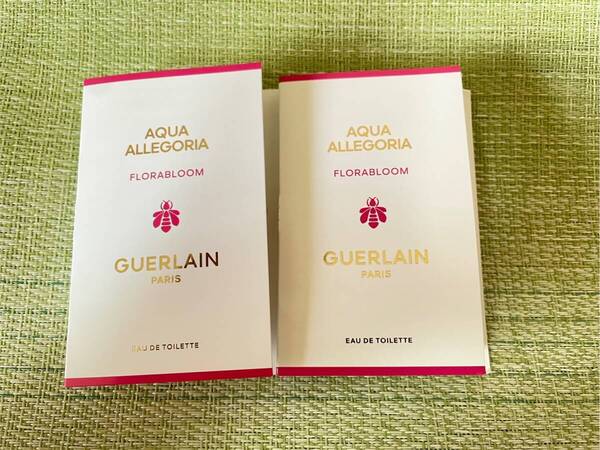 AQUA
ALLEGORIA
FLORABLOOM
GUERLAIN
PARIS
EAU DE TOILETTE
AQUA
ALLEGORIA
FLORABLOOM
GUERLAIN
PARIS
EAU DE TOILETTE